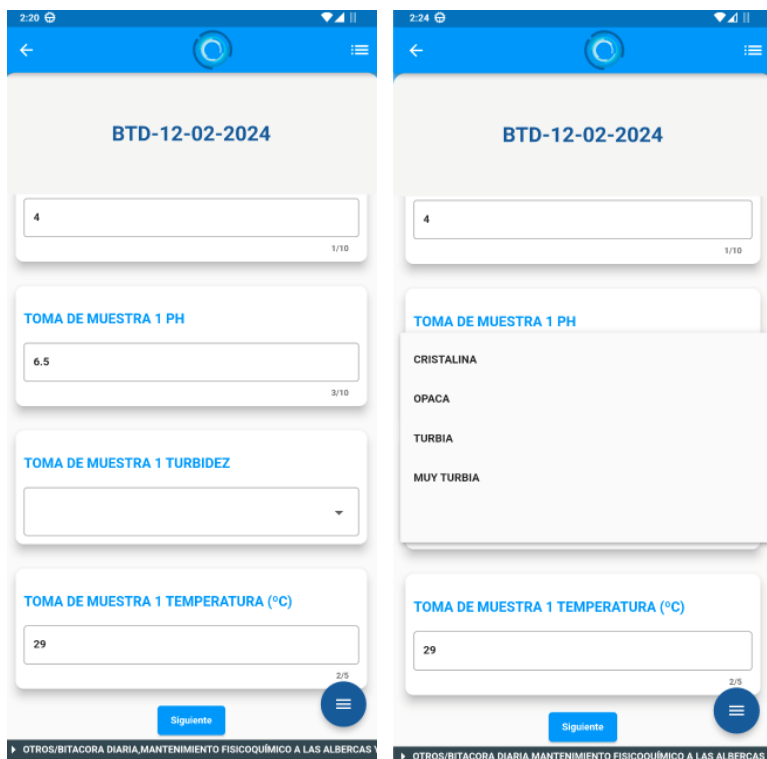 2:20
BTD-12-02-2024
4
1/10
TOMA DE MUESTRA 1 PH
6.5
3/10
TOMA DE MUESTRA 1 TURBIDEZ
TOMA DE MUESTRA 1 TEMPERATURA (ºC)
29
2/5
Siguiente
OTROS/BITACORA DIARIA,MANTENIMIENTO FISICOQUÍMICO A LAS ALBERCAS Y
2:24
BTD-12-02-2024
4
1/10
TOMA DE MUESTRA 1 PH
CRISTALINA
OPACA
TURBIA
MUY TURBIA
TOMA DE MUESTRA 1 TEMPERATURA (ºC)
29
2/5
Siguiente
OTROS/BITACORA DIARIA,MANTENIMIENTO FISICOQUÍMICO A LAS ALBERCAS